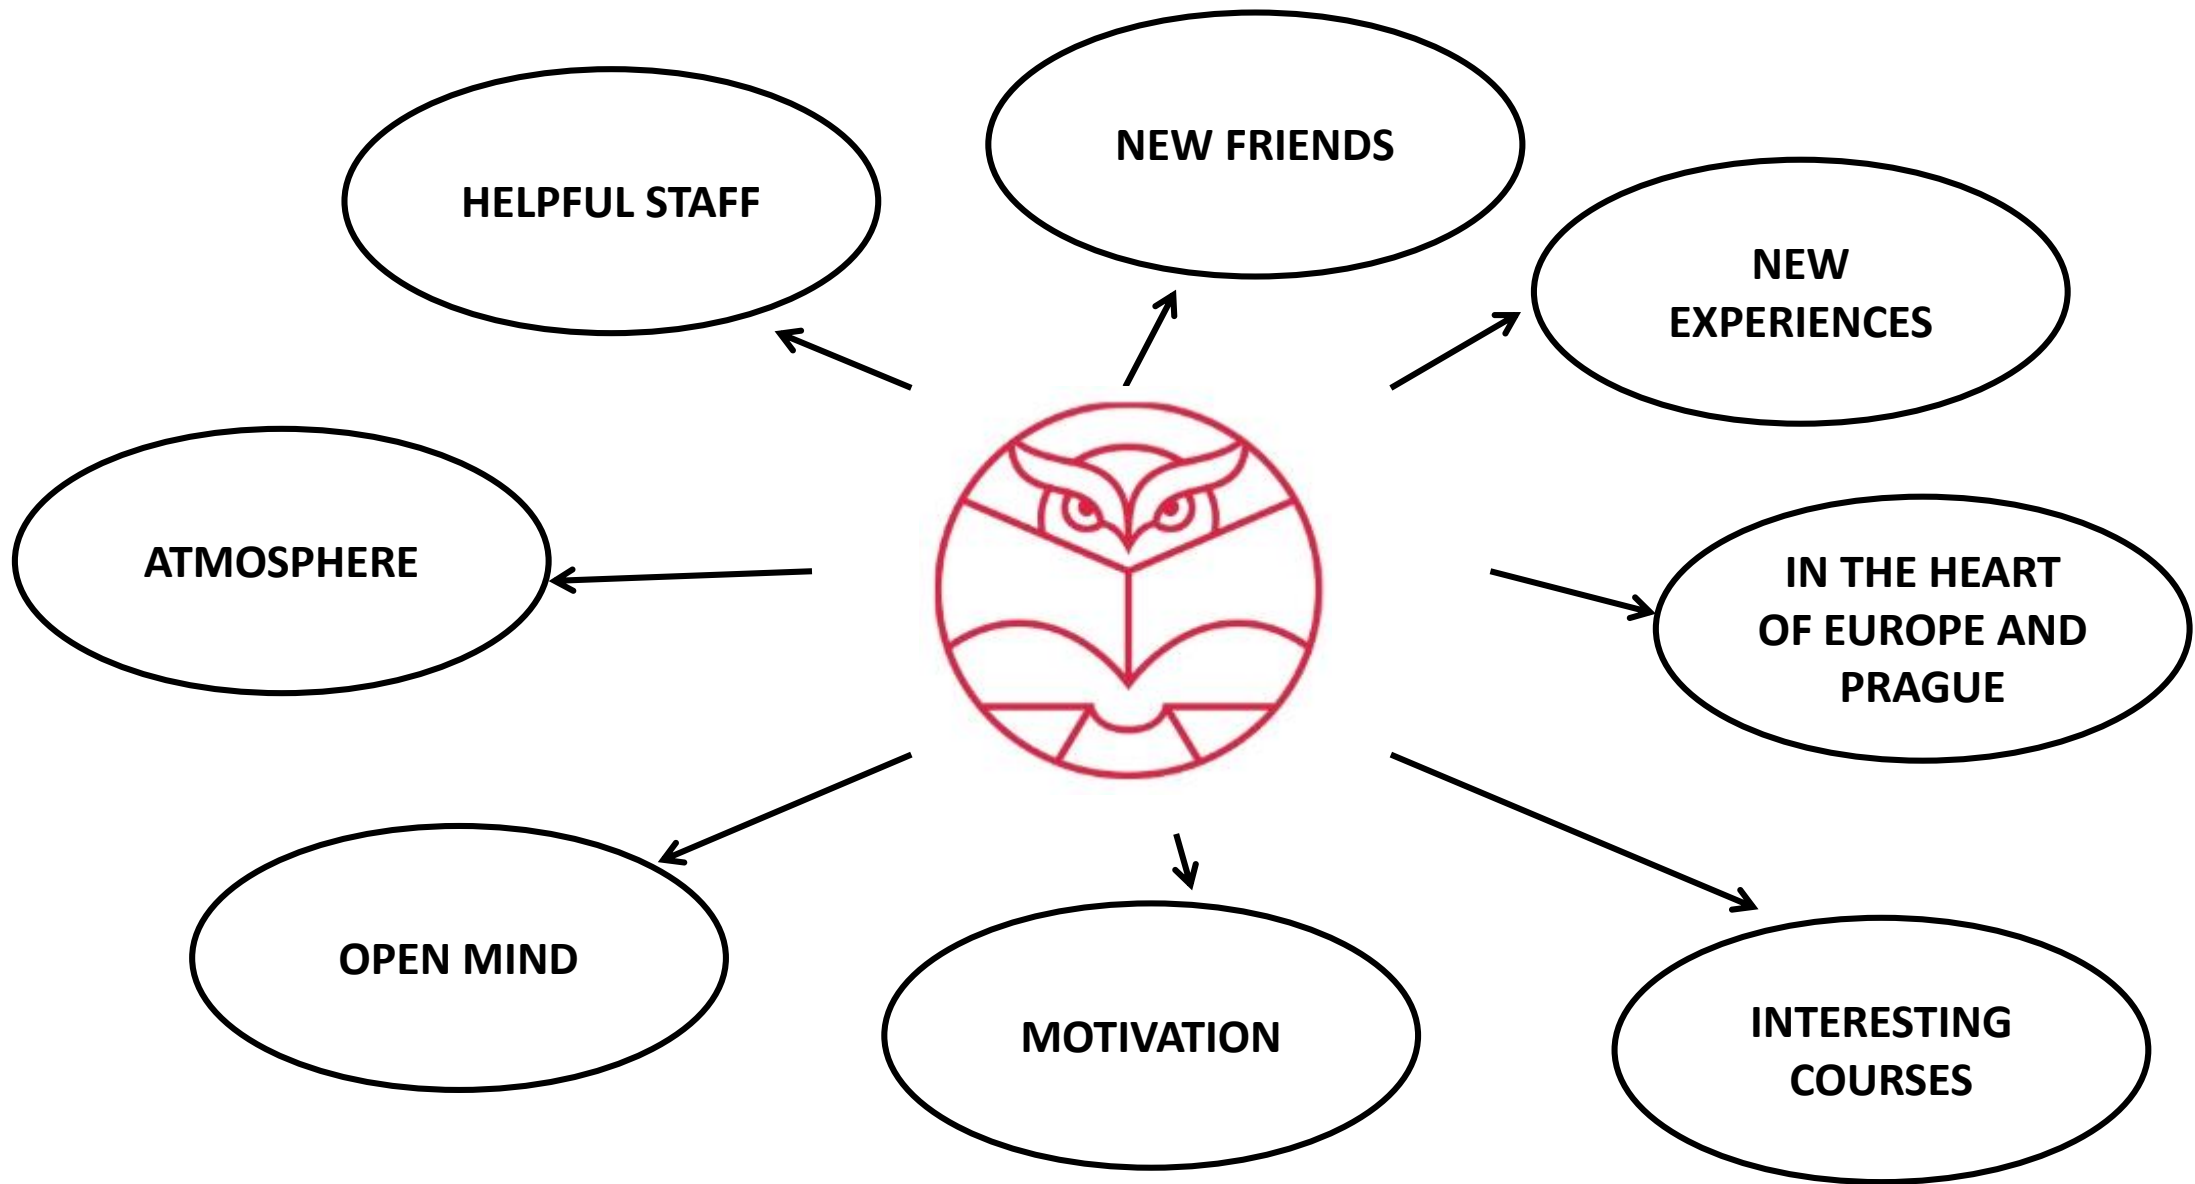 HELPFUL STAFF
NEW FRIENDS
NEW
EXPERIENCES
ATMOSPHERE
IN THE HEART
OF EUROPE AND
PRAGUE
OPEN MIND
MOTIVATION
INTERESTING
COURSES